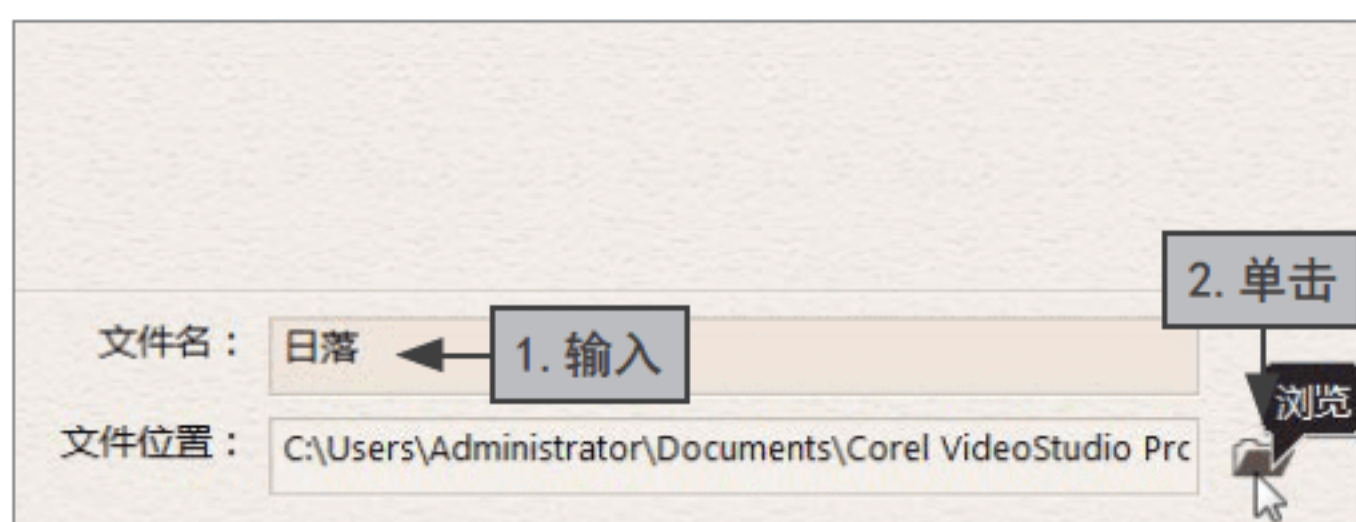 2. 单击
文件名： 日落 1. 输入
浏览
文件位置： C:\Users\Administrator\Documents\Corel VideoStudio Prc